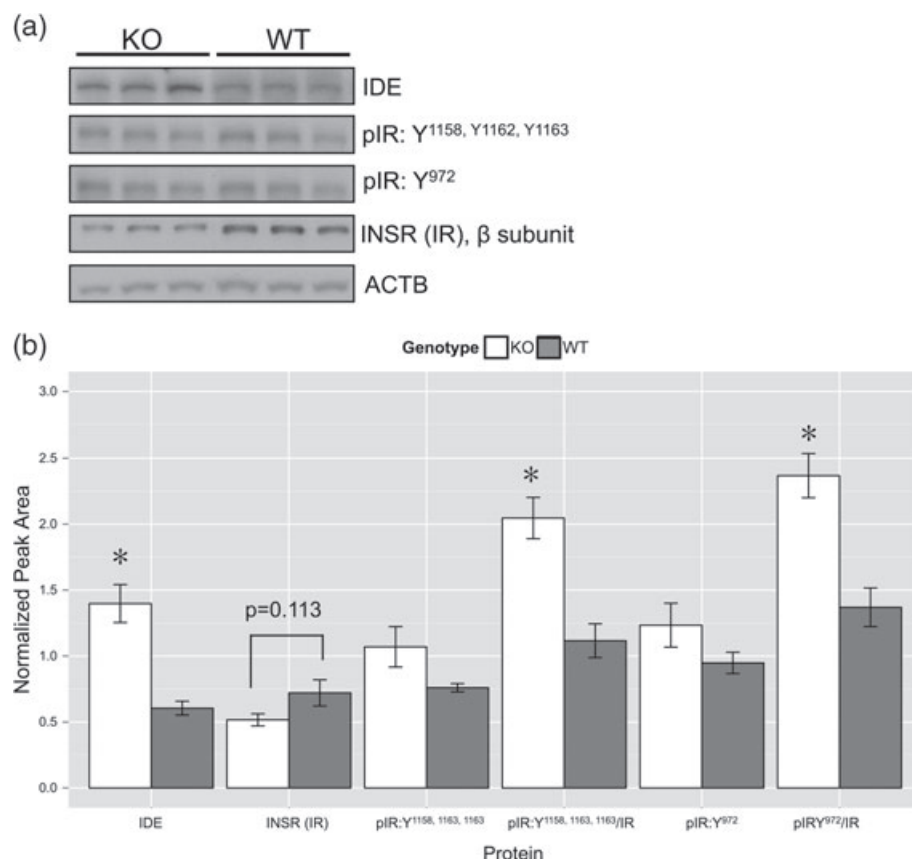 (a)
KO WT
IDE
pIR: Y1158, Y1162, Y1163
pIR: Y972
INSR (IR), β subunit
ACTB
(b)
Genotype KO WT
Normalized Peak Area
3.0
2.5
2.0
1.5
1.0
0.5
0.0
*
p=0.113
*
*
IDE INSR (IR) pIR:Y1158, 1163, 1163 pIR:Y1158, 1163, 1163/IR pIR:Y972 pIRY972/IR
Protein